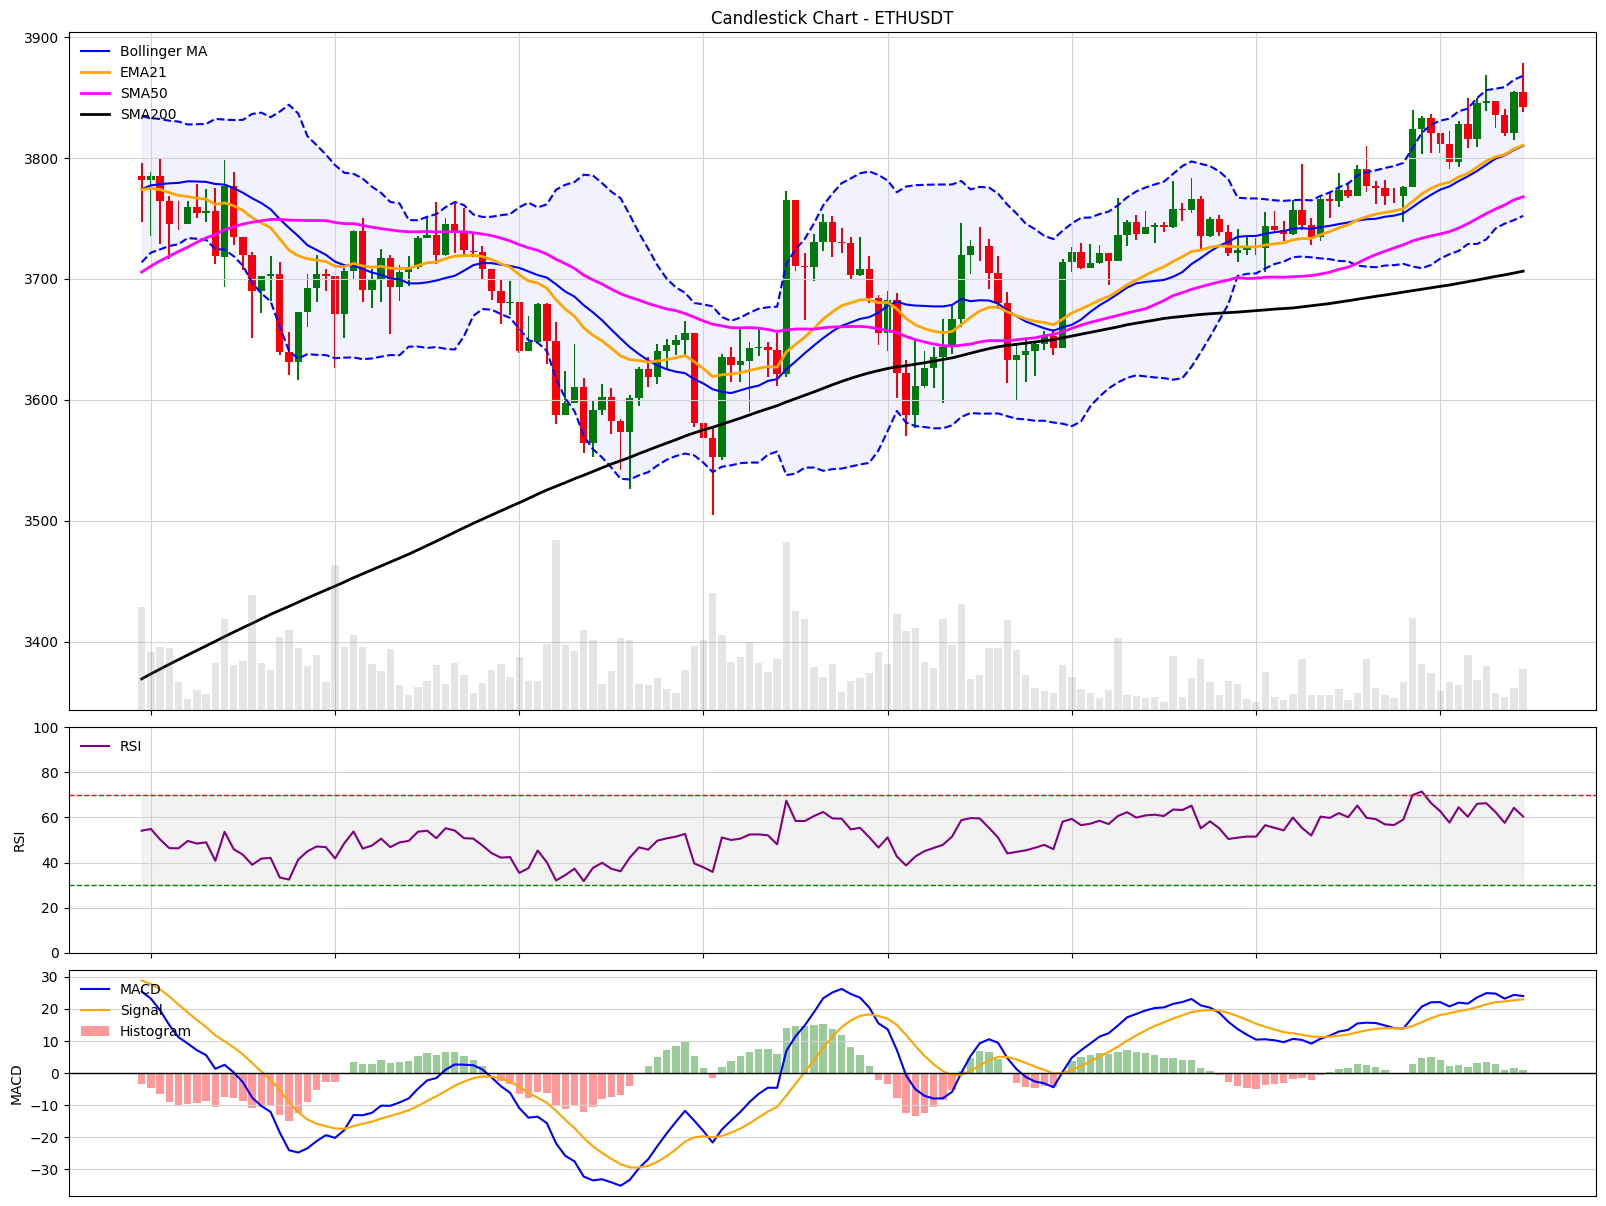 Candlestick Chart - ETHUSDT
3900
3800
3700
3600
3500
3400
Bollinger MA
EMA21
SMA50
SMA200
100
80
60
40
20
0
RSI
RSI
30
20
10
0
−10
−20
−30
MACD
MACD
Signal
Histogram